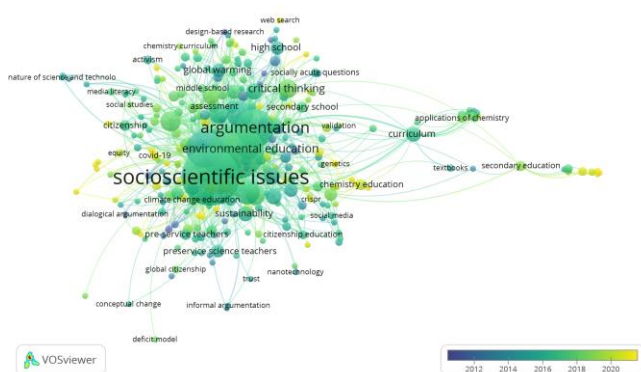 web search
design-based research
chemistry curriculum
high school
activism
global warming
socially acute questions
nature of science and technolo
middle school
critical thinking
media literacy
social studies
assessment
secondary school
applications of chemistry
citizenship
argumentation
validation
curriculum
environmental education
equity
covid-19
genetics
textbooks
secondary education
socioscientific issues
chemistry education
climate change education
crispr
dialogical argumentation
sustainability
social media
pre-service teachers
citizenship education
preservice science teachers
global citizenship
nanotechnology
trust
conceptual change
informal argumentation
deficit model
VOSviewer
2012 2014 2016 2018 2020